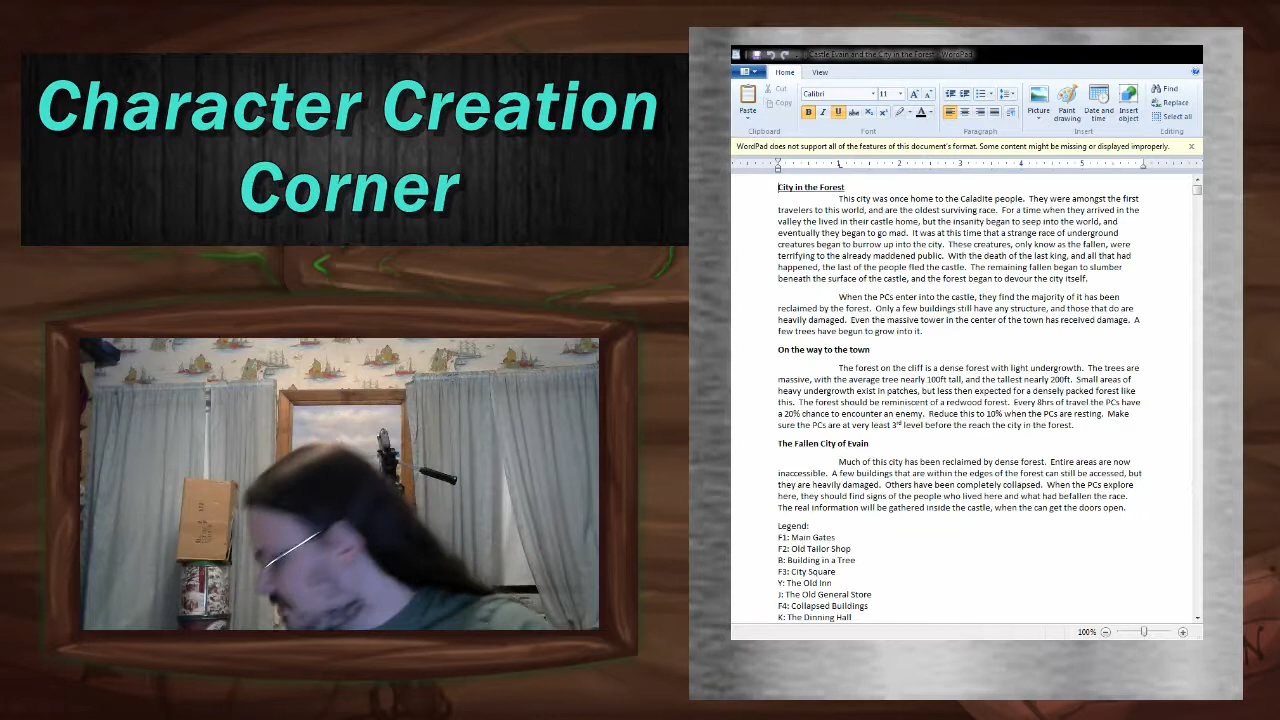 Character Creation
Corner
Castle Evain and the City in the Forest - WordPad
Home View
Paste
Cut
Copy
Clipboard
Calibri 11
Font
Paragraph
Picture
Paint drawing
Date and time
Insert object
Insert
Find
Replace
Select all
Editing
WordPad does not support all of the features of this document's format. Some content might be missing or displayed improperly.
1 2 3 4 5
City in the Forest
This city was once home to the Caladite people. They were amongst the first
travelers to this world, and are the oldest surviving race. For a time when they arrived in the
valley the lived in their castle home, but the insanity began to seep into the world, and
eventually they began to go mad. It was at this time that a strange race of underground
creatures began to burrow up into the city. These creatures, only know as the fallen, were
terrifying to the already maddened public. With the death of the last king, and all that had
happened, the last of the people fled the castle. The remaining fallen began to slumber
beneath the surface of the castle, and the forest began to devour the city itself.
When the PCs enter into the castle, they find the majority of it has been
reclaimed by the forest. Only a few buildings still have any structure, and those that do are
heavily damaged. Even the massive tower in the center of the town has received damage. A
few trees have begun to grow into it.
On the way to the town
The forest on the cliff is a dense forest with light undergrowth. The trees are
massive, with the average tree nearly 100ft tall, and the tallest nearly 200ft. Small areas of
heavy undergrowth exist in patches, but less then expected for a densely packed forest like
this. The forest should be reminiscent of a redwood forest. Every 8hrs of travel the PCs have
a 20% chance to encounter an enemy. Reduce this to 10% when the PCs are resting. Make
sure the PCs are at very least 3rd level before the reach the city in the forest.
The Fallen City of Evain
Much of this city has been reclaimed by dense forest. Entire areas are now
inaccessible. A few buildings that are within the edges of the forest can still be accessed, but
they are heavily damaged. Others have been completely collapsed. When the PCs explore
here, they should find signs of the people who lived here and what had befallen the race.
The real information will be gathered inside the castle, when the can get the doors open.
Legend:
F1: Main Gates
F2: Old Tailor Shop
B: Building in a Tree
F3: City Square
Y: The Old Inn
J: The Old General Store
F4: Collapsed Buildings
K: The Dinning Hall
100%